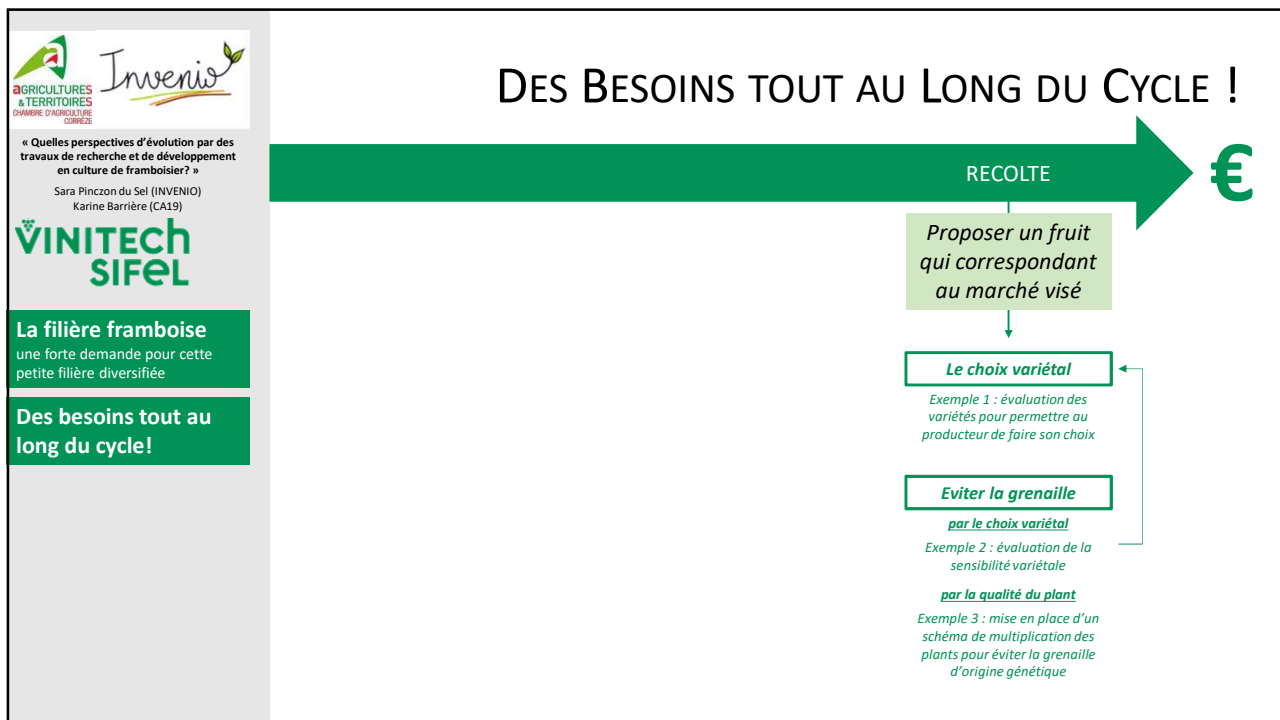 aGRICULTURES
& TERRITOIRES
CHAMBRE D'AGRICULTURE
CORRÈZE
Invenio
« Quelles perspectives d'évolution par des
travaux de recherche et de développement
en culture de framboisier? »
Sara Pinczon du Sel (INVENIO)
Karine Barrière (CA19)
VINITECh
SIFeL
La filière framboise
une forte demande pour cette
petite filière diversifiée
Des besoins tout au
long du cycle!
DES BESOINS TOUT AU LONG DU CYCLE !
RECOLTE
€
Proposer un fruit
qui correspondant
au marché visé
Le choix variétal
Exemple 1 : évaluation des
variétés pour permettre au
producteur de faire son choix
Eviter la grenaille
par le choix variétal
Exemple 2 : évaluation de la
sensibilité variétale
par la qualité du plant
Exemple 3 : mise en place d'un
schéma de multiplication des
plants pour éviter la grenaille
d'origine génétique